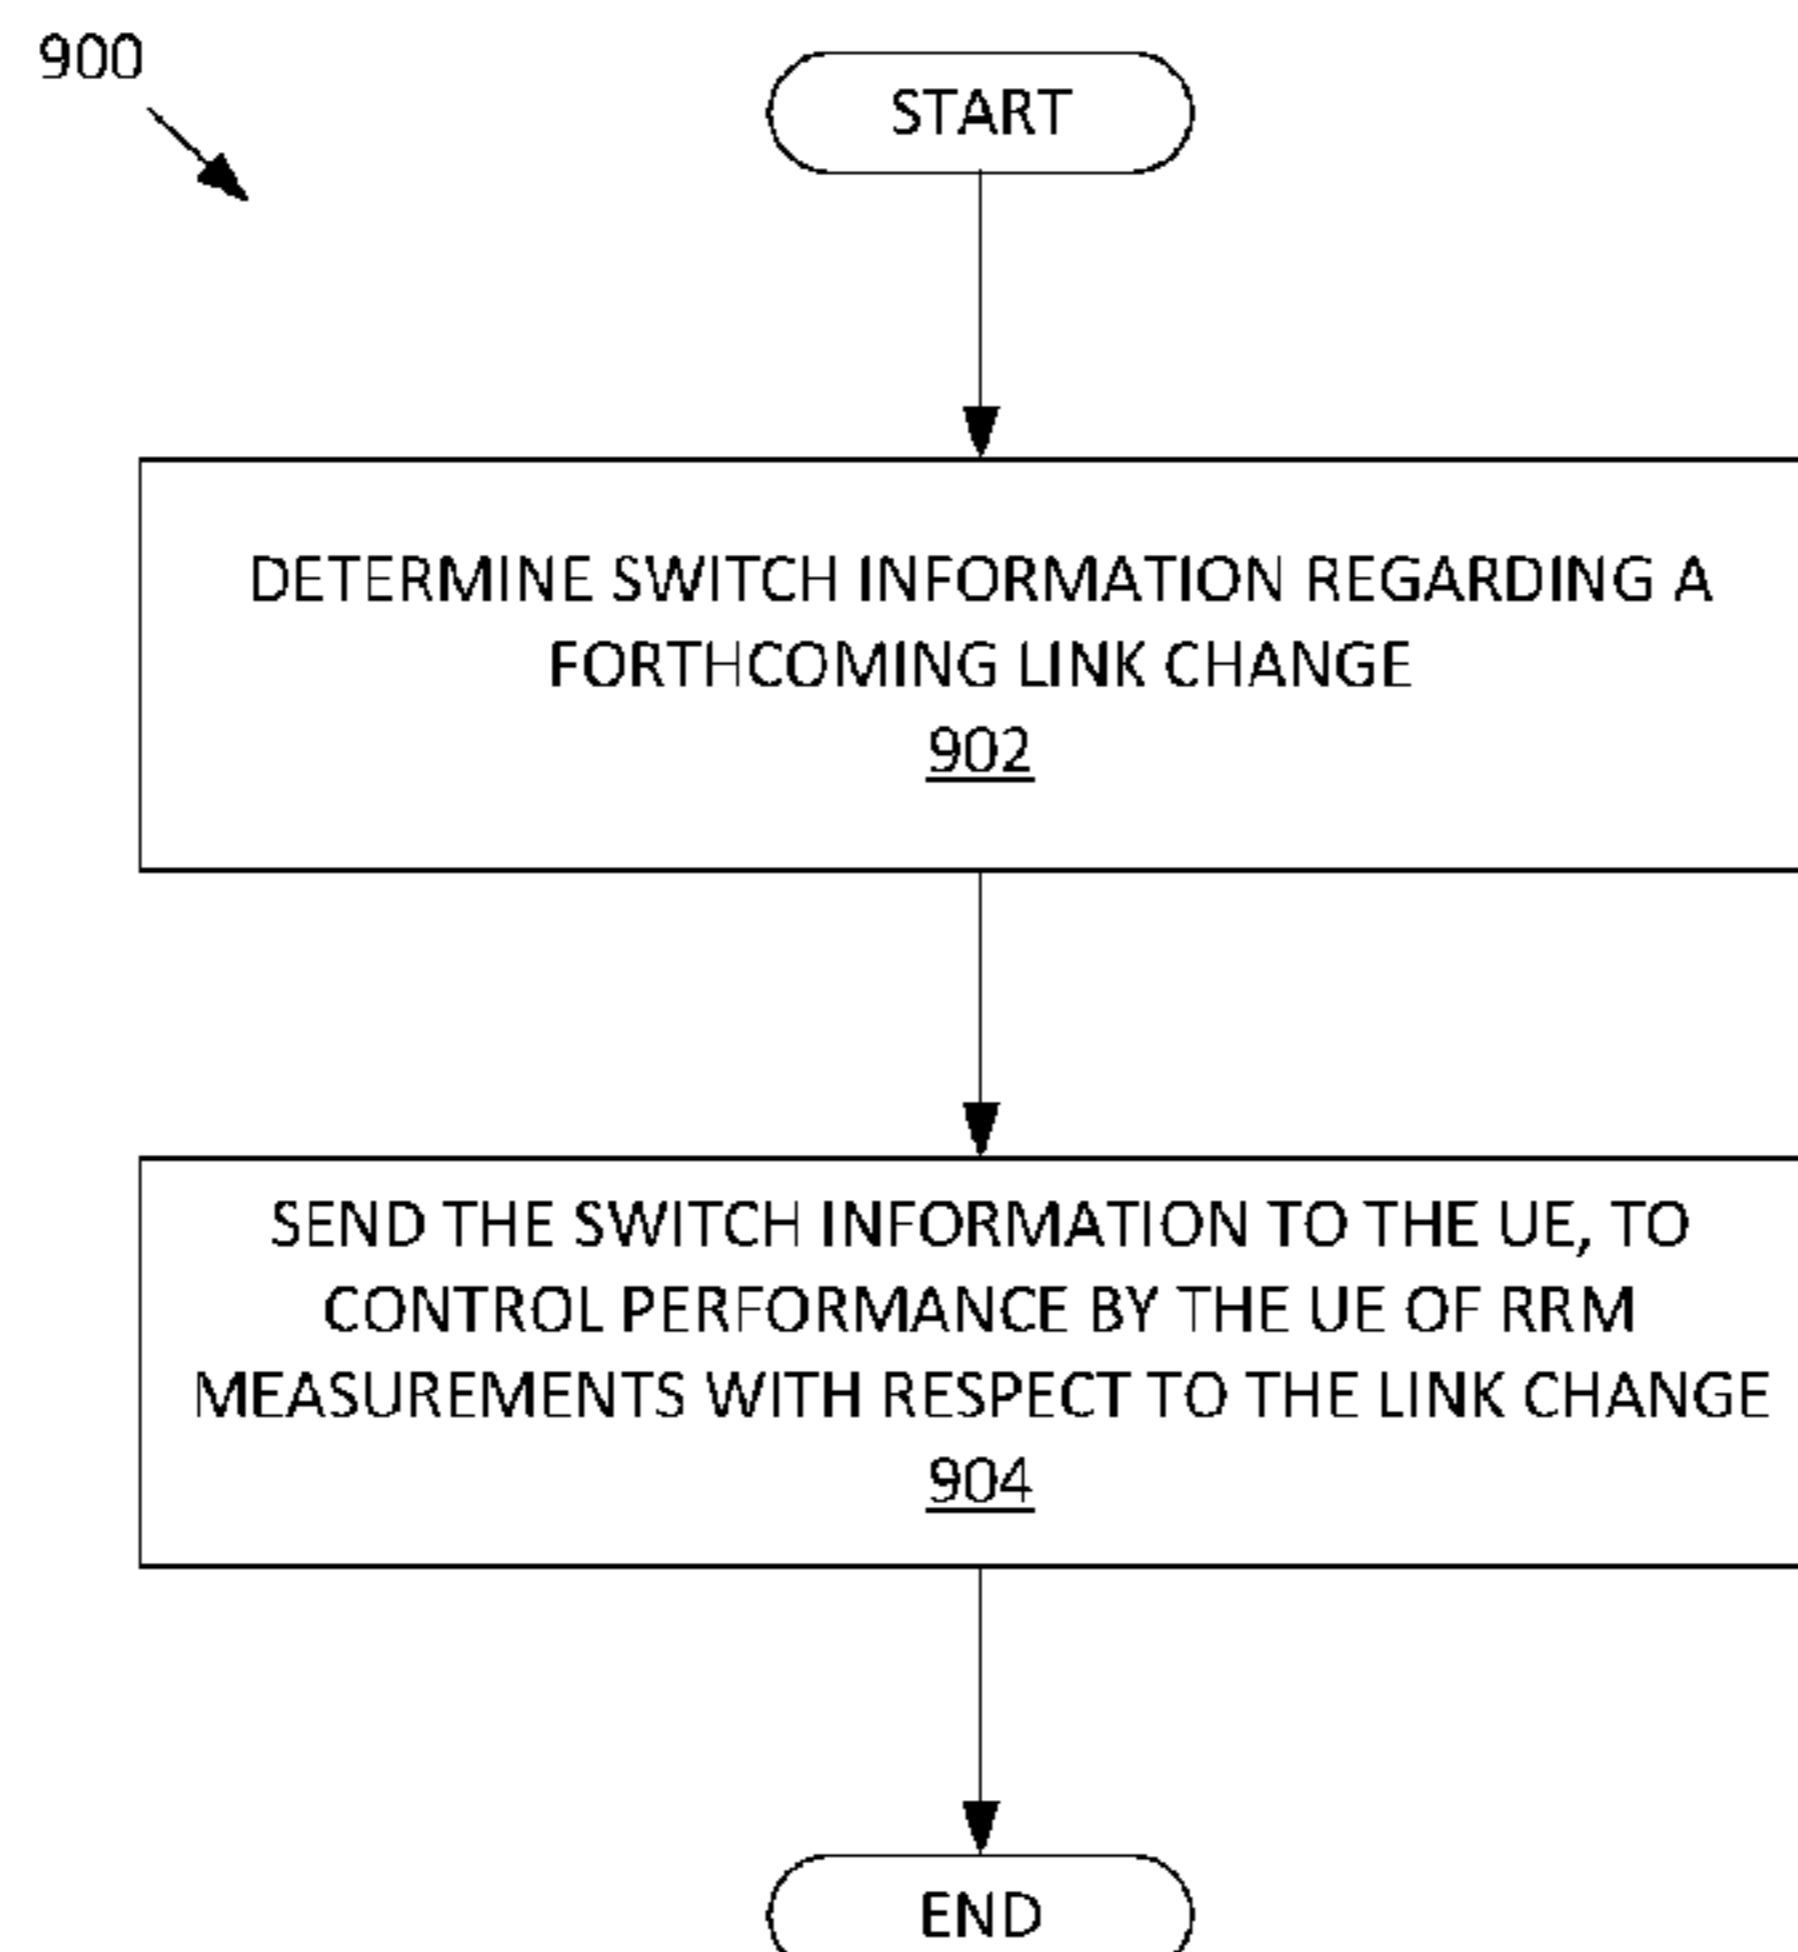 900
START
DETERMINE SWITCH INFORMATION REGARDING A
FORTHCOMING LINK CHANGE
902
SEND THE SWITCH INFORMATION TO THE UE, TO
CONTROL PERFORMANCE BY THE UE OF RRM
MEASUREMENTS WITH RESPECT TO THE LINK CHANGE
904
END